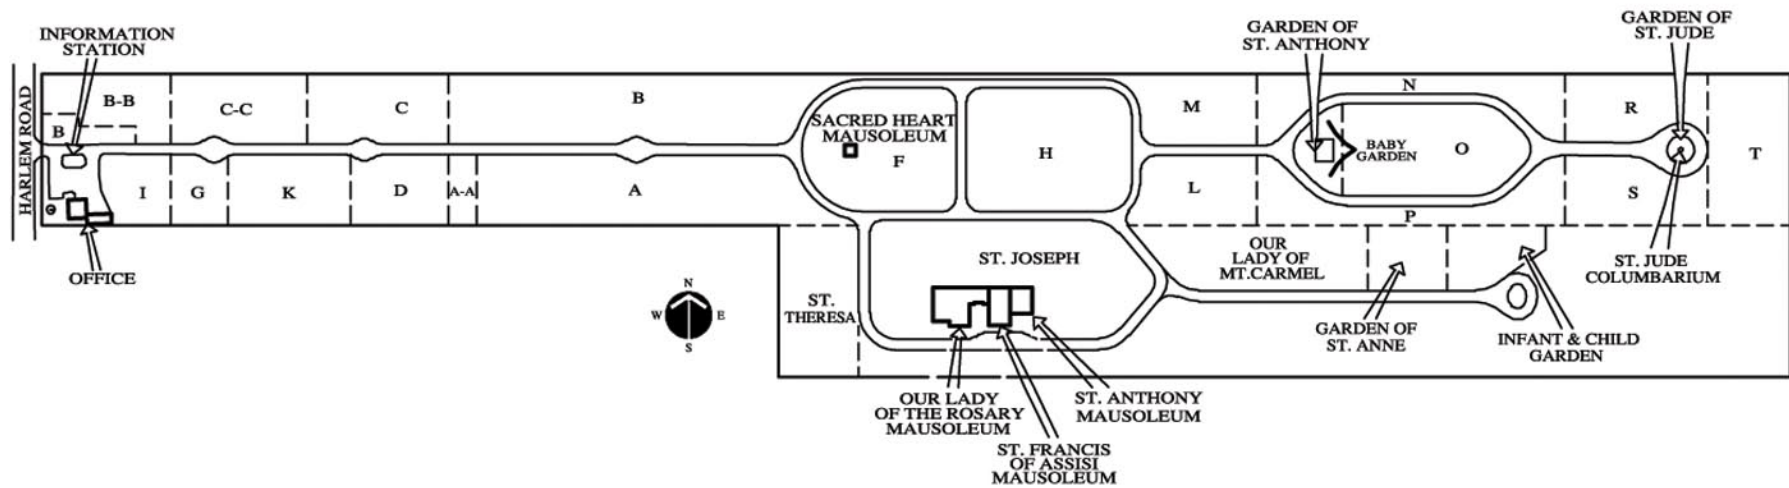 INFORMATION
STATION
GARDEN OF
ST. ANTHONY
GARDEN OF
ST. JUDE
HARLEM ROAD
B-B
C-C
C
B
M
N
R
B
SACRED HEART
MAUSOLEUM
F
H
BABY
GARDEN
O
T
I
G
K
D
A-A
A
L
P
S
OFFICE
ST. JOSEPH
OUR
LADY OF
MT.CARMEL
ST. JUDE
COLUMBARIUM
ST.
THERESA
N
W E
S
GARDEN OF
ST. ANNE
INFANT & CHILD
GARDEN
OUR LADY
OF THE ROSARY
MAUSOLEUM
ST. ANTHONY
MAUSOLEUM
ST. FRANCIS
OF ASSISI
MAUSOLEUM